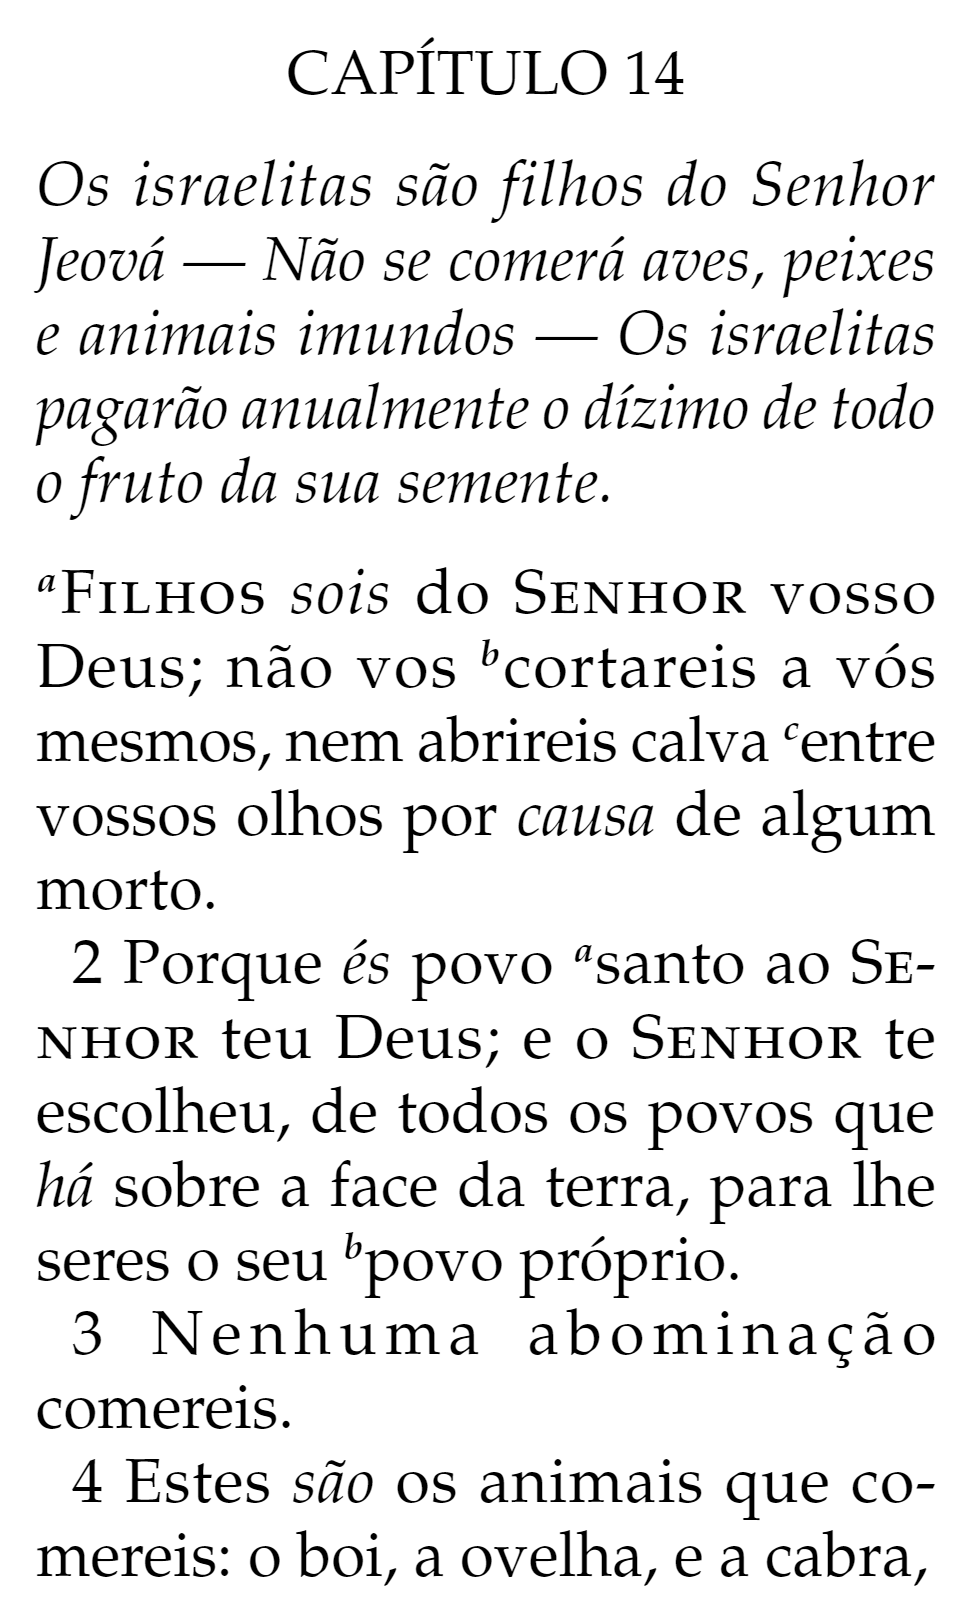 CAPÍTULO 14
Os israelitas são filhos do Senhor
Jeová — Não se comerá aves, peixes
e animais imundos — Os israelitas
pagarão anualmente o dízimo de todo
o fruto da sua semente.
aFILHOS sois do SENHOR vosso
Deus; não vos bcortareis a vós
mesmos, nem abrireis calva centre
vossos olhos por causa de algum
morto.
2 Porque és povo asanto ao SE-
NHOR teu Deus; e o SENHOR te
escolheu, de todos os povos que
há sobre a face da terra, para lhe
seres o seu bpovo próprio.
3 Nenhuma abominação
comereis.
4 Estes são os animais que co-
mereis: o boi, a ovelha, e a cabra,